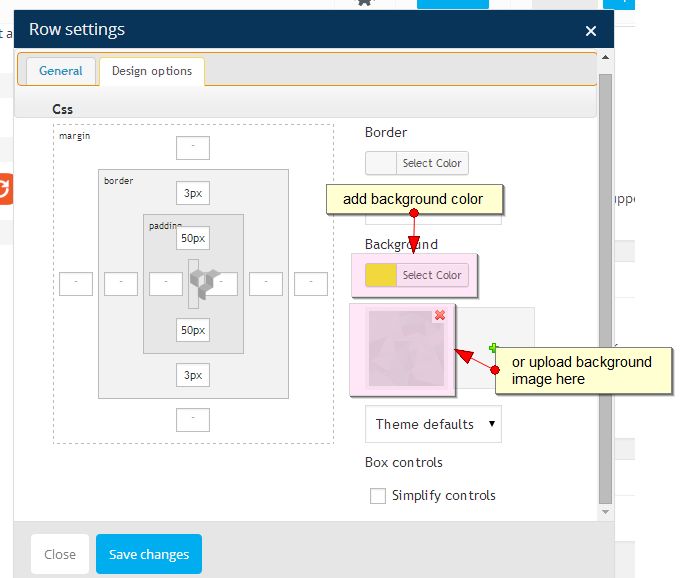 Row settings
General
Design options
Css
margin
-
border
3px
padding
50px
- - - - - -
50px
3px
-
Border
Select Color
add background color
Background
Select Color
or upload background
image here
Theme defaults
Box controls
Simplify controls
Close
Save changes